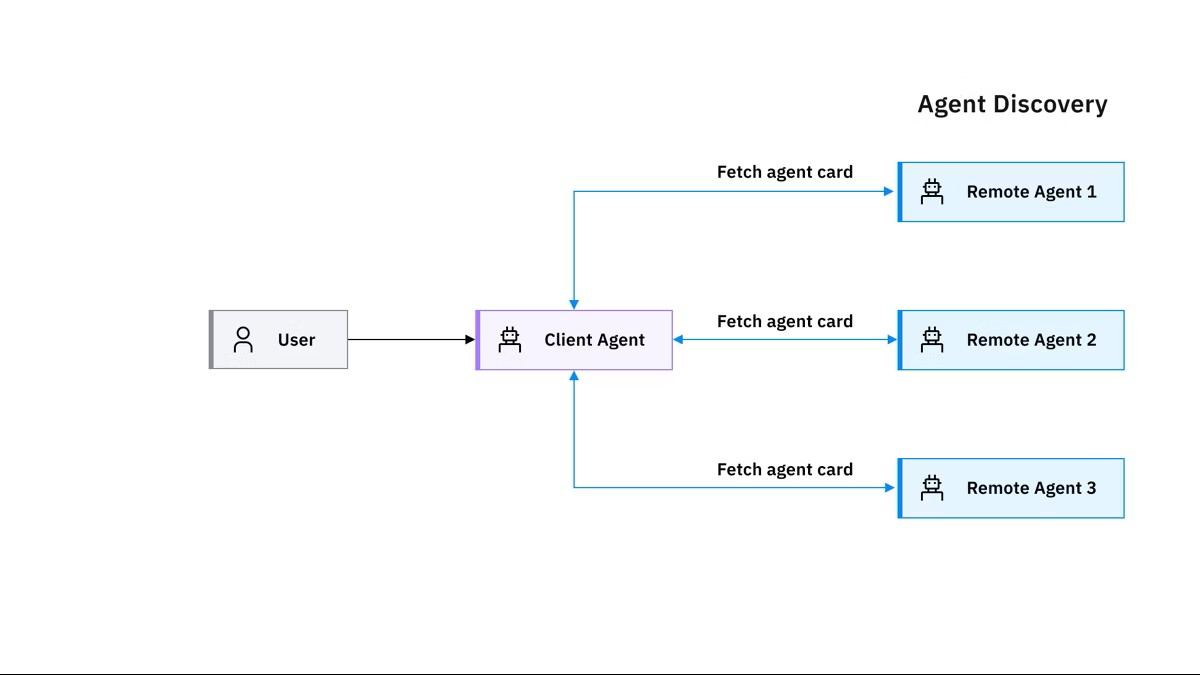 Agent Discovery
Fetch agent card
Remote Agent 1
User
Client Agent
Fetch agent card
Remote Agent 2
Fetch agent card
Remote Agent 3